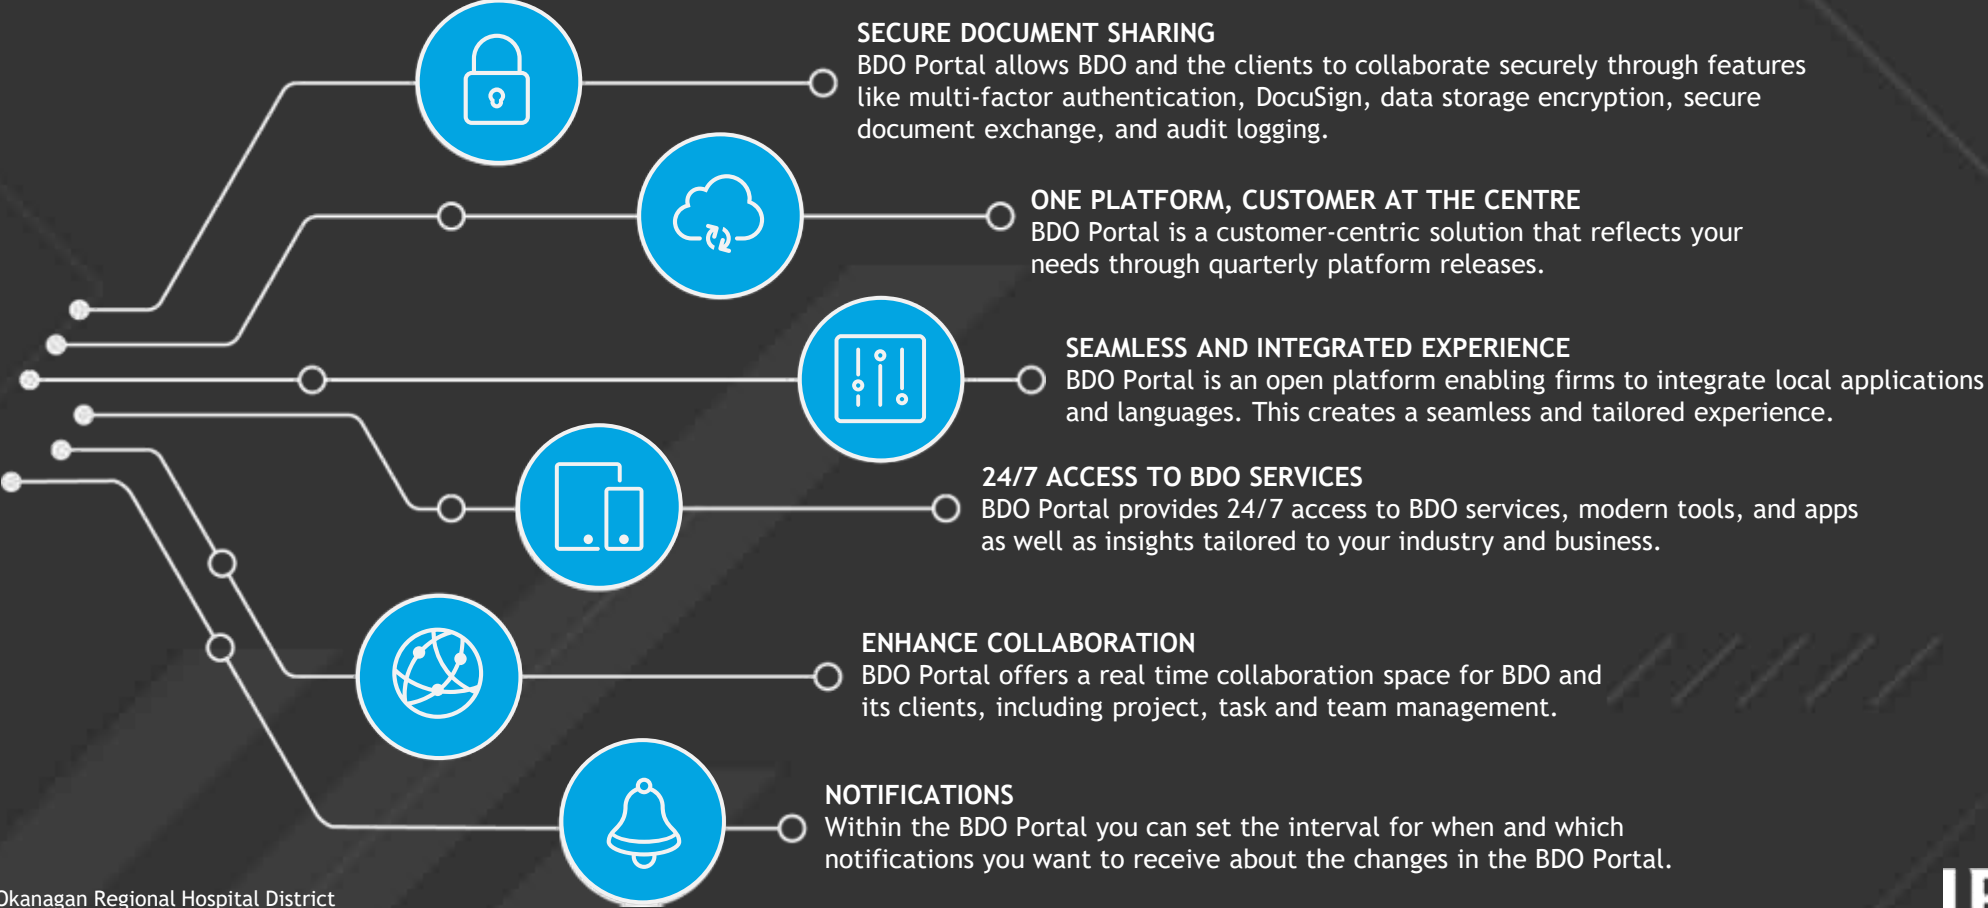 SECURE DOCUMENT SHARING
BDO Portal allows BDO and the clients to collaborate securely through features
like multi-factor authentication, DocuSign, data storage encryption, secure
document exchange, and audit logging.
ONE PLATFORM, CUSTOMER AT THE CENTRE
BDO Portal is a customer-centric solution that reflects your
needs through quarterly platform releases.
SEAMLESS AND INTEGRATED EXPERIENCE
BDO Portal is an open platform enabling firms to integrate local applications
and languages. This creates a seamless and tailored experience.
24/7 ACCESS TO BDO SERVICES
BDO Portal provides 24/7 access to BDO services, modern tools, and apps
as well as insights tailored to your industry and business.
ENHANCE COLLABORATION
BDO Portal offers a real time collaboration space for BDO and
its clients, including project, task and team management.
NOTIFICATIONS
Within the BDO Portal you can set the interval for when and which
notifications you want to receive about the changes in the BDO Portal.
Okanagan Regional Hospital District